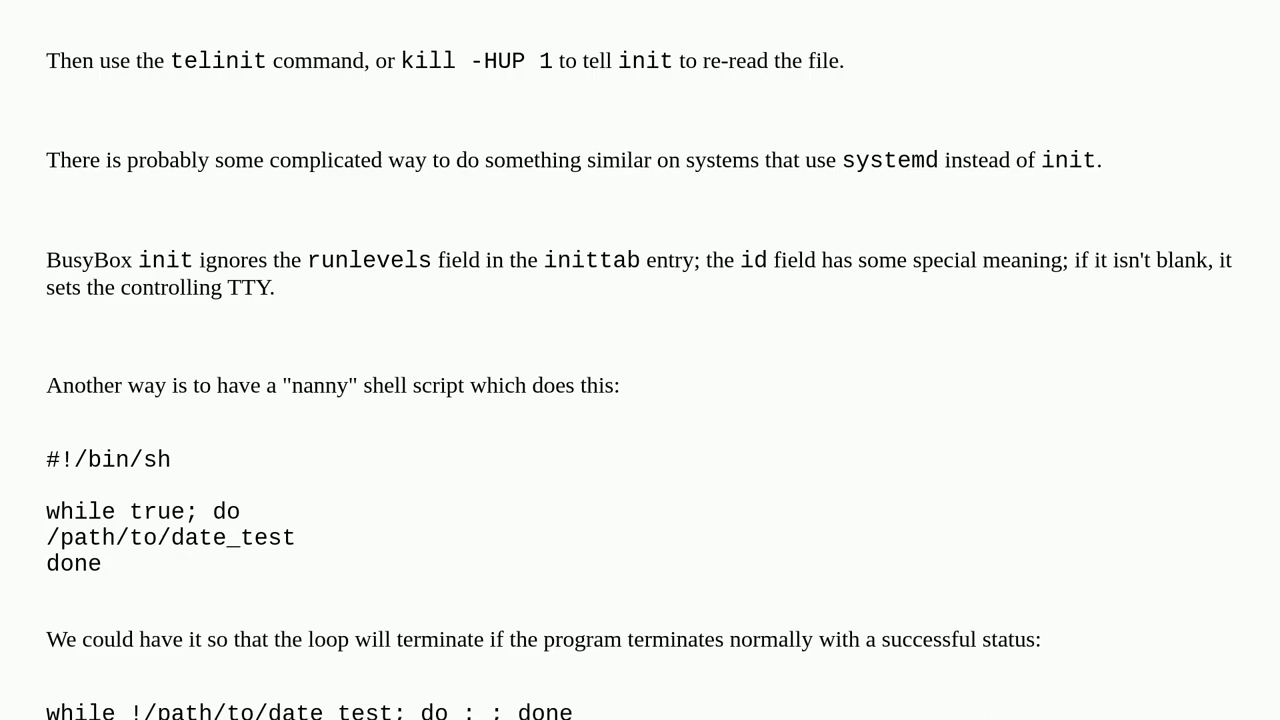 Then use the telinit command, or kill -HUP 1 to tell init to re-read the file.
There is probably some complicated way to do something similar on systems that use systemd instead of init.
BusyBox init ignores the runlevels field in the inittab entry; the id field has some special meaning; if it isn't blank, it
sets the controlling TTY.
Another way is to have a "nanny" shell script which does this:
#!/bin/sh
while true; do
/path/to/date_test
done
We could have it so that the loop will terminate if the program terminates normally with a successful status:
while !/path/to/date_test; do : ; done